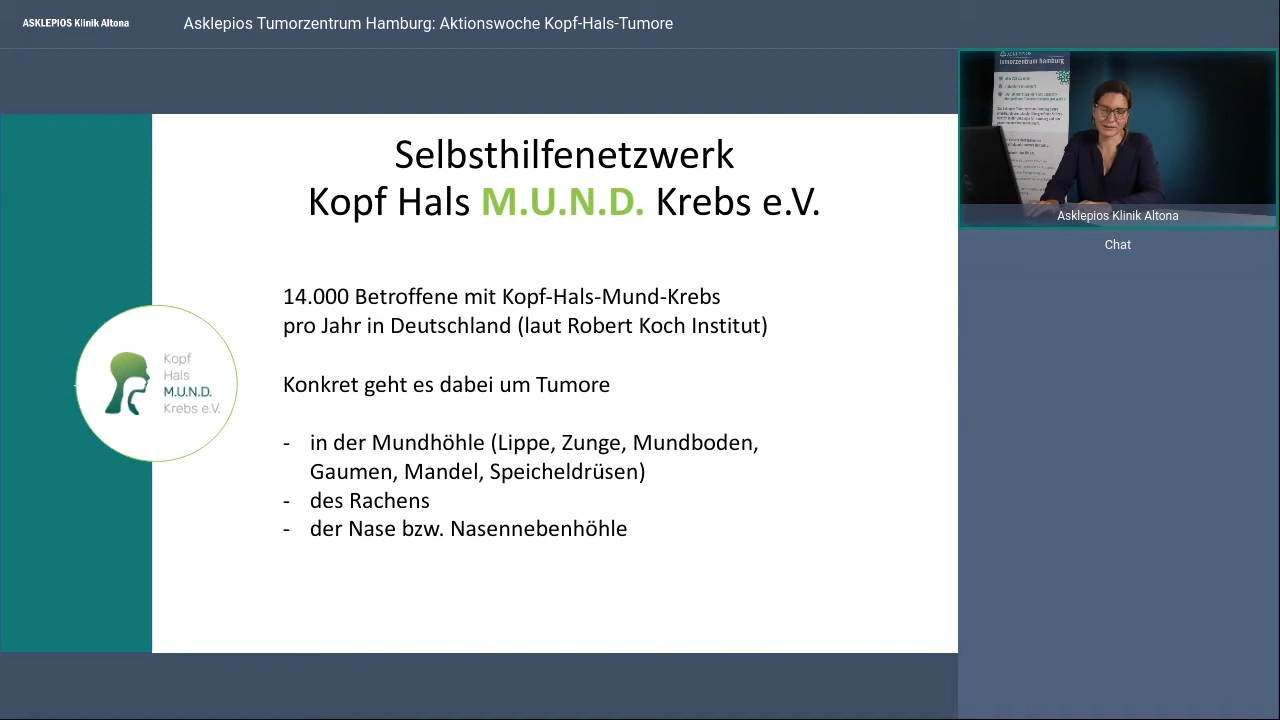 ASKLEPIOS Klinik Altona
Asklepios Tumorzentrum Hamburg: Aktionswoche Kopf-Hals-Tumore
Selbsthilfenetzwerk
Kopf Hals M.U.N.D. Krebs e.V.
14.000 Betroffene mit Kopf-Hals-Mund-Krebs
pro Jahr in Deutschland (laut Robert Koch Institut)
Konkret geht es dabei um Tumore
- in der Mundhöhle (Lippe, Zunge, Mundboden,
Gaumen, Mandel, Speicheldrüsen)
- des Rachens
- der Nase bzw. Nasennebenhöhle
Kopf
Hals
M.U.N.D.
Krebs e.V.
ASKLEPIOS
tumorzentrum hamburg
Asklepios Klinik Altona
Chat